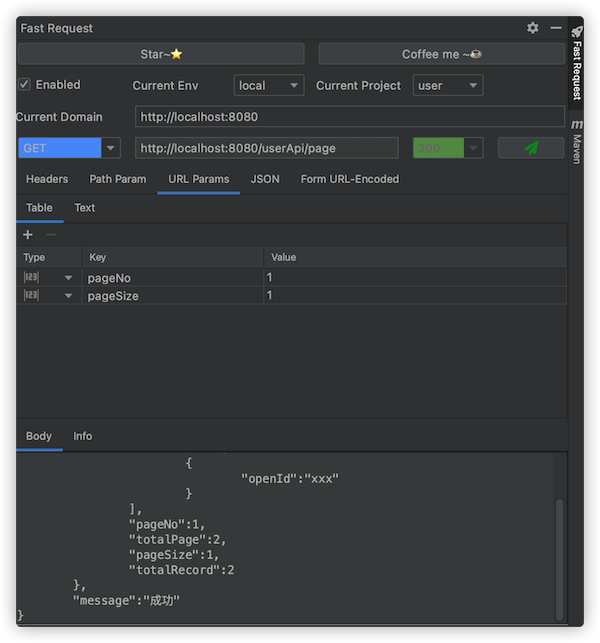 Fast Request
Star~⭐
Coffee me ~☕
Enabled
Current Env
local
Current Project
user
Current Domain
http://localhost:8080
GET
http://localhost:8080/userApi/page
200
Headers
Path Param
URL Params
JSON
Form URL-Encoded
Table
Text
Type
Key
Value
123
pageNo
1
123
pageSize
1
Body
Info
{
"openId":"xxx"
}
],
"pageNo":1,
"totalPage":2,
"pageSize":1,
"totalRecord":2
},
"message":"成功"
}
Fast Request
m
Maven